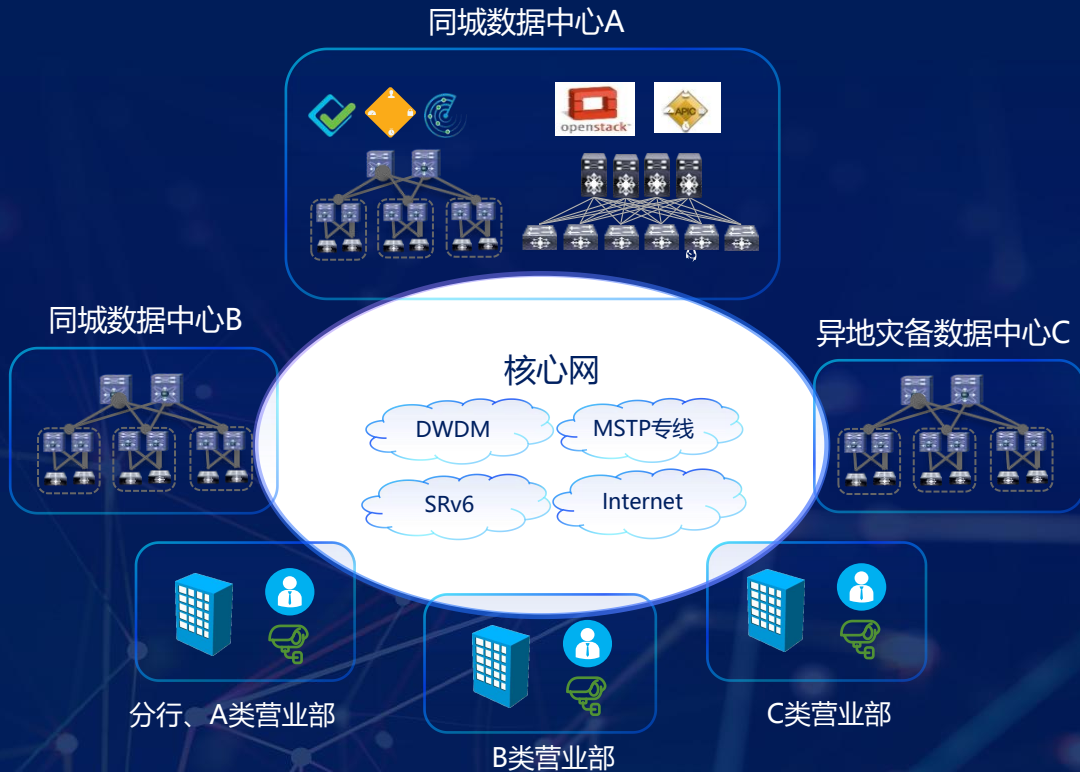 同城数据中心A
openstack
APIC
同城数据中心B
异地灾备数据中心C
核心网
DWDM
MSTP专线
SRv6
Internet
分行、A类营业部
B类营业部
C类营业部